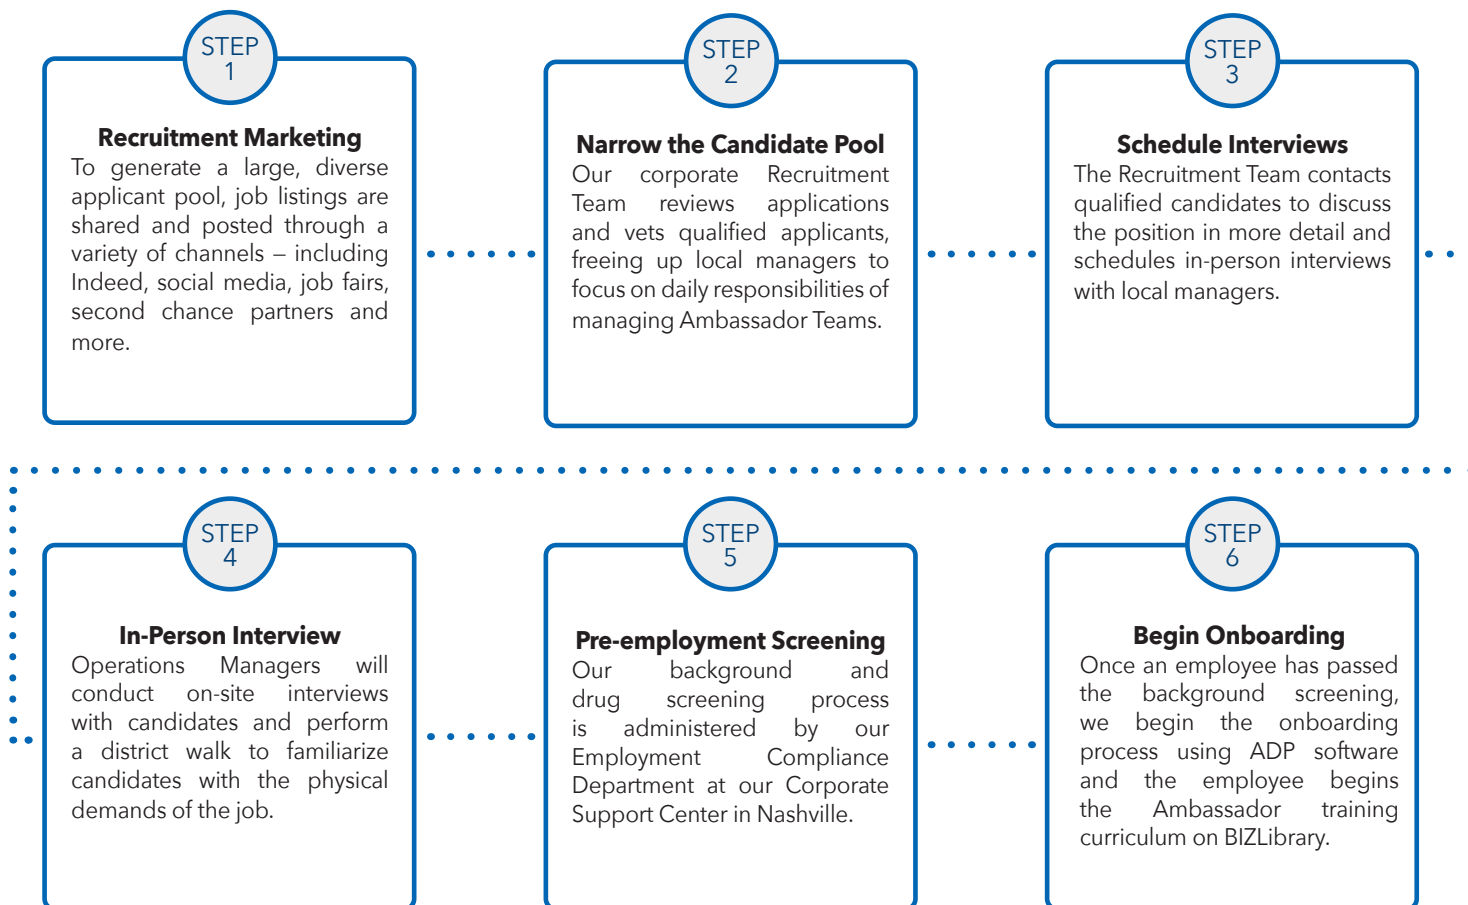 STEP
1
Recruitment Marketing
To generate a large, diverse
applicant pool, job listings are
shared and posted through a
variety of channels – including
Indeed, social media, job fairs,
second chance partners and
more.
STEP
2
Narrow the Candidate Pool
Our corporate Recruitment
Team reviews applications
and vets qualified applicants,
freeing up local managers to
focus on daily responsibilities of
managing Ambassador Teams.
STEP
3
Schedule Interviews
The Recruitment Team contacts
qualified candidates to discuss
the position in more detail and
schedules in-person interviews
with local managers.
STEP
4
In-Person Interview
Operations Managers will
conduct on-site interviews
with candidates and perform
a district walk to familiarize
candidates with the physical
demands of the job.
STEP
5
Pre-employment Screening
Our background and
drug screening process
is administered by our
Employment Compliance
Department at our Corporate
Support Center in Nashville.
STEP
6
Begin Onboarding
Once an employee has passed
the background screening,
we begin the onboarding
process using ADP software
and the employee begins
the Ambassador training
curriculum on BIZLibrary.